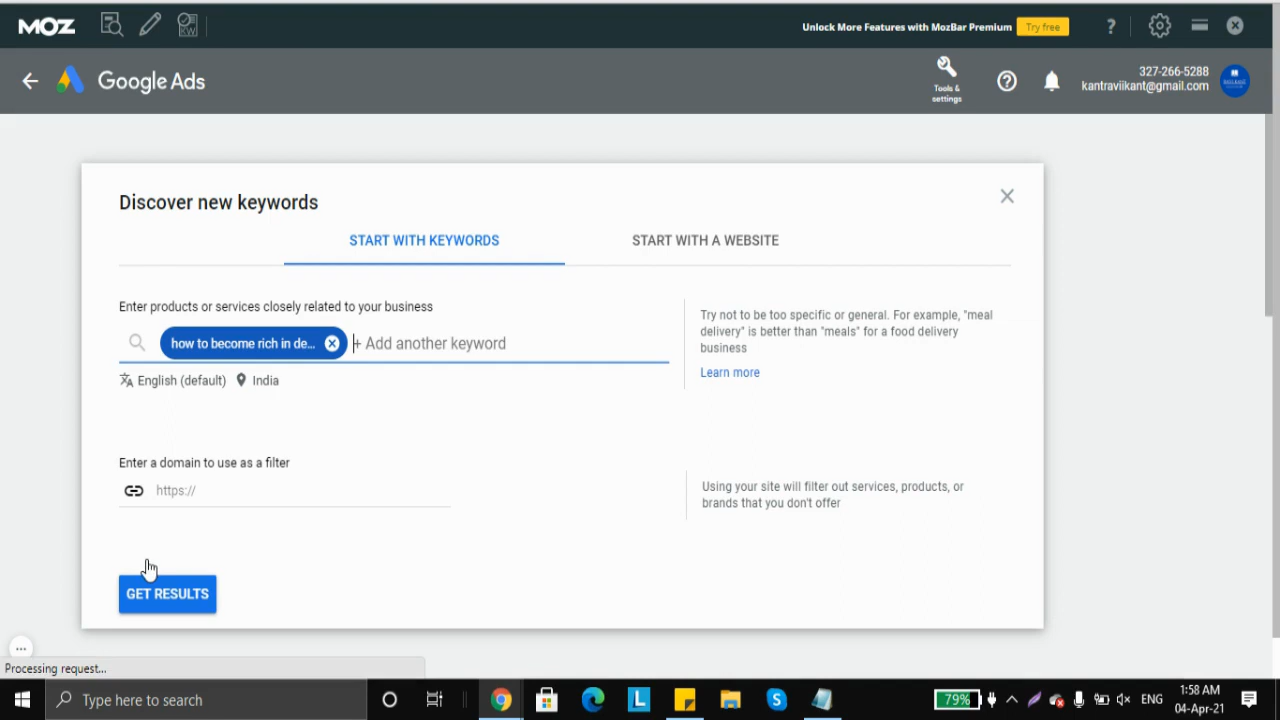 MOZ
KW
Unlock More Features with MozBar Premium
Try free
?
Google Ads
Tools & settings
327-266-5288
kantraviikant@gmail.com
Discover new keywords
START WITH KEYWORDS
START WITH A WEBSITE
Enter products or services closely related to your business
how to become rich in de...
+ Add another keyword
English (default)
India
Try not to be too specific or general. For example, "meal
delivery" is better than "meals" for a food delivery
business
Learn more
Enter a domain to use as a filter
https://
Using your site will filter out services, products, or
brands that you don't offer
GET RESULTS
...
Processing request...
Type here to search
L
S
79%
ENG
1:58 AM
04-Apr-21